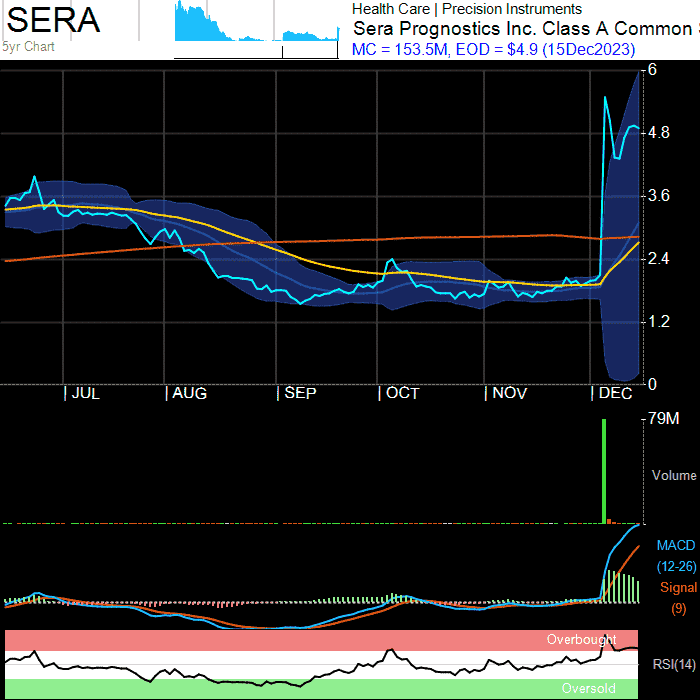 SERA
5yr Chart
Health Care | Precision Instruments
Sera Prognostics Inc. Class A Common
MC = 153.5M, EOD = $4.9 (15Dec2023)
6
4.8
3.6
2.4
1.2
0
JUL
AUG
SEP
OCT
NOV
DEC
79M
Volume
MACD
(12-26)
Signal
(9)
Overbought
RSI(14)
Oversold